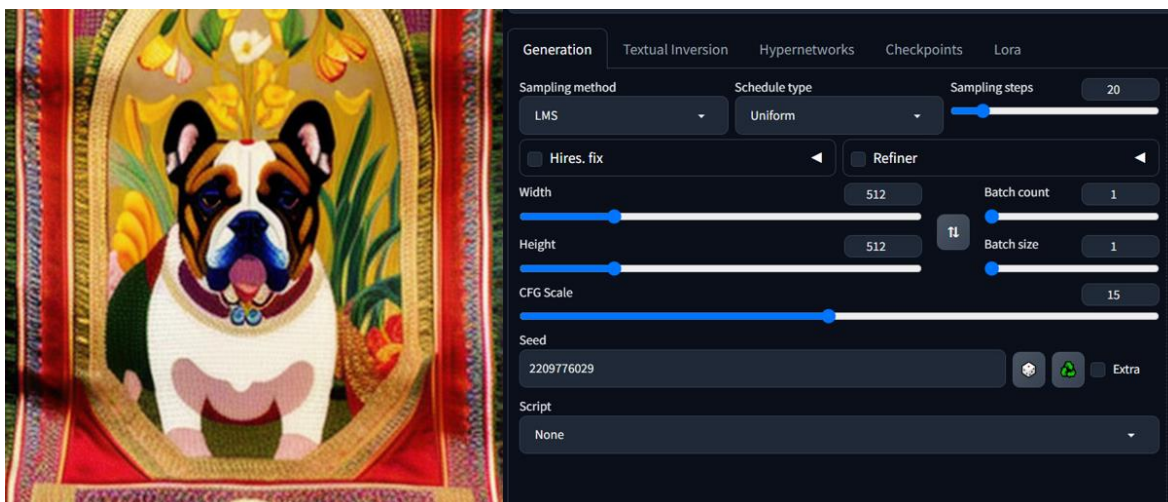 Generation Textual Inversion Hypernetworks Checkpoints Lora
Sampling method Schedule type Sampling steps 20
LMS Uniform
Hires. fix Refiner
Width 512 Batch count 1
Height 512 Batch size 1
CFG Scale 15
Seed
2209776029 Extra
Script
None